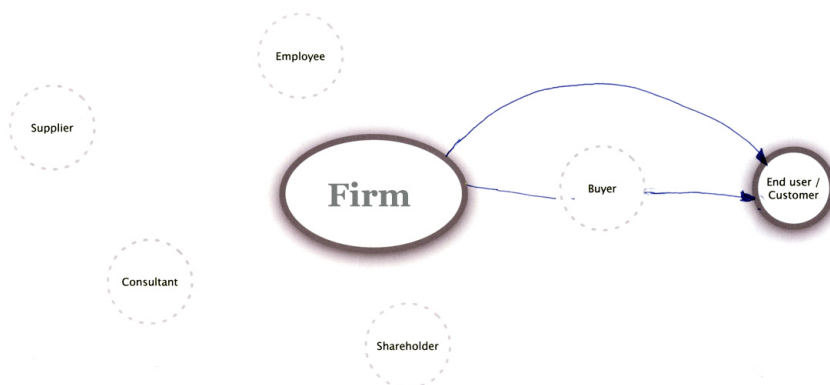 Employee
Supplier
Firm
Buyer
End user /
Customer
Consultant
Shareholder